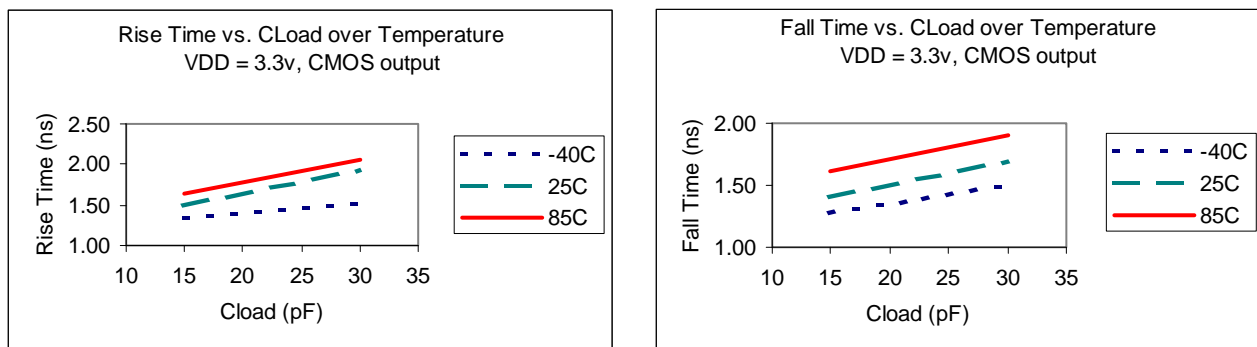 Rise Time vs. CLoad over Temperature
VDD = 3.3v, CMOS output
Rise Time (ns)
2.50
2.00
1.50
1.00
10 15 20 25 30 35
Cload (pF)
-40C
25C
85C
Fall Time vs. CLoad over Temperature
VDD = 3.3v, CMOS output
Fall Time (ns)
2.00
1.50
1.00
10 15 20 25 30 35
Cload (pF)
-40C
25C
85C